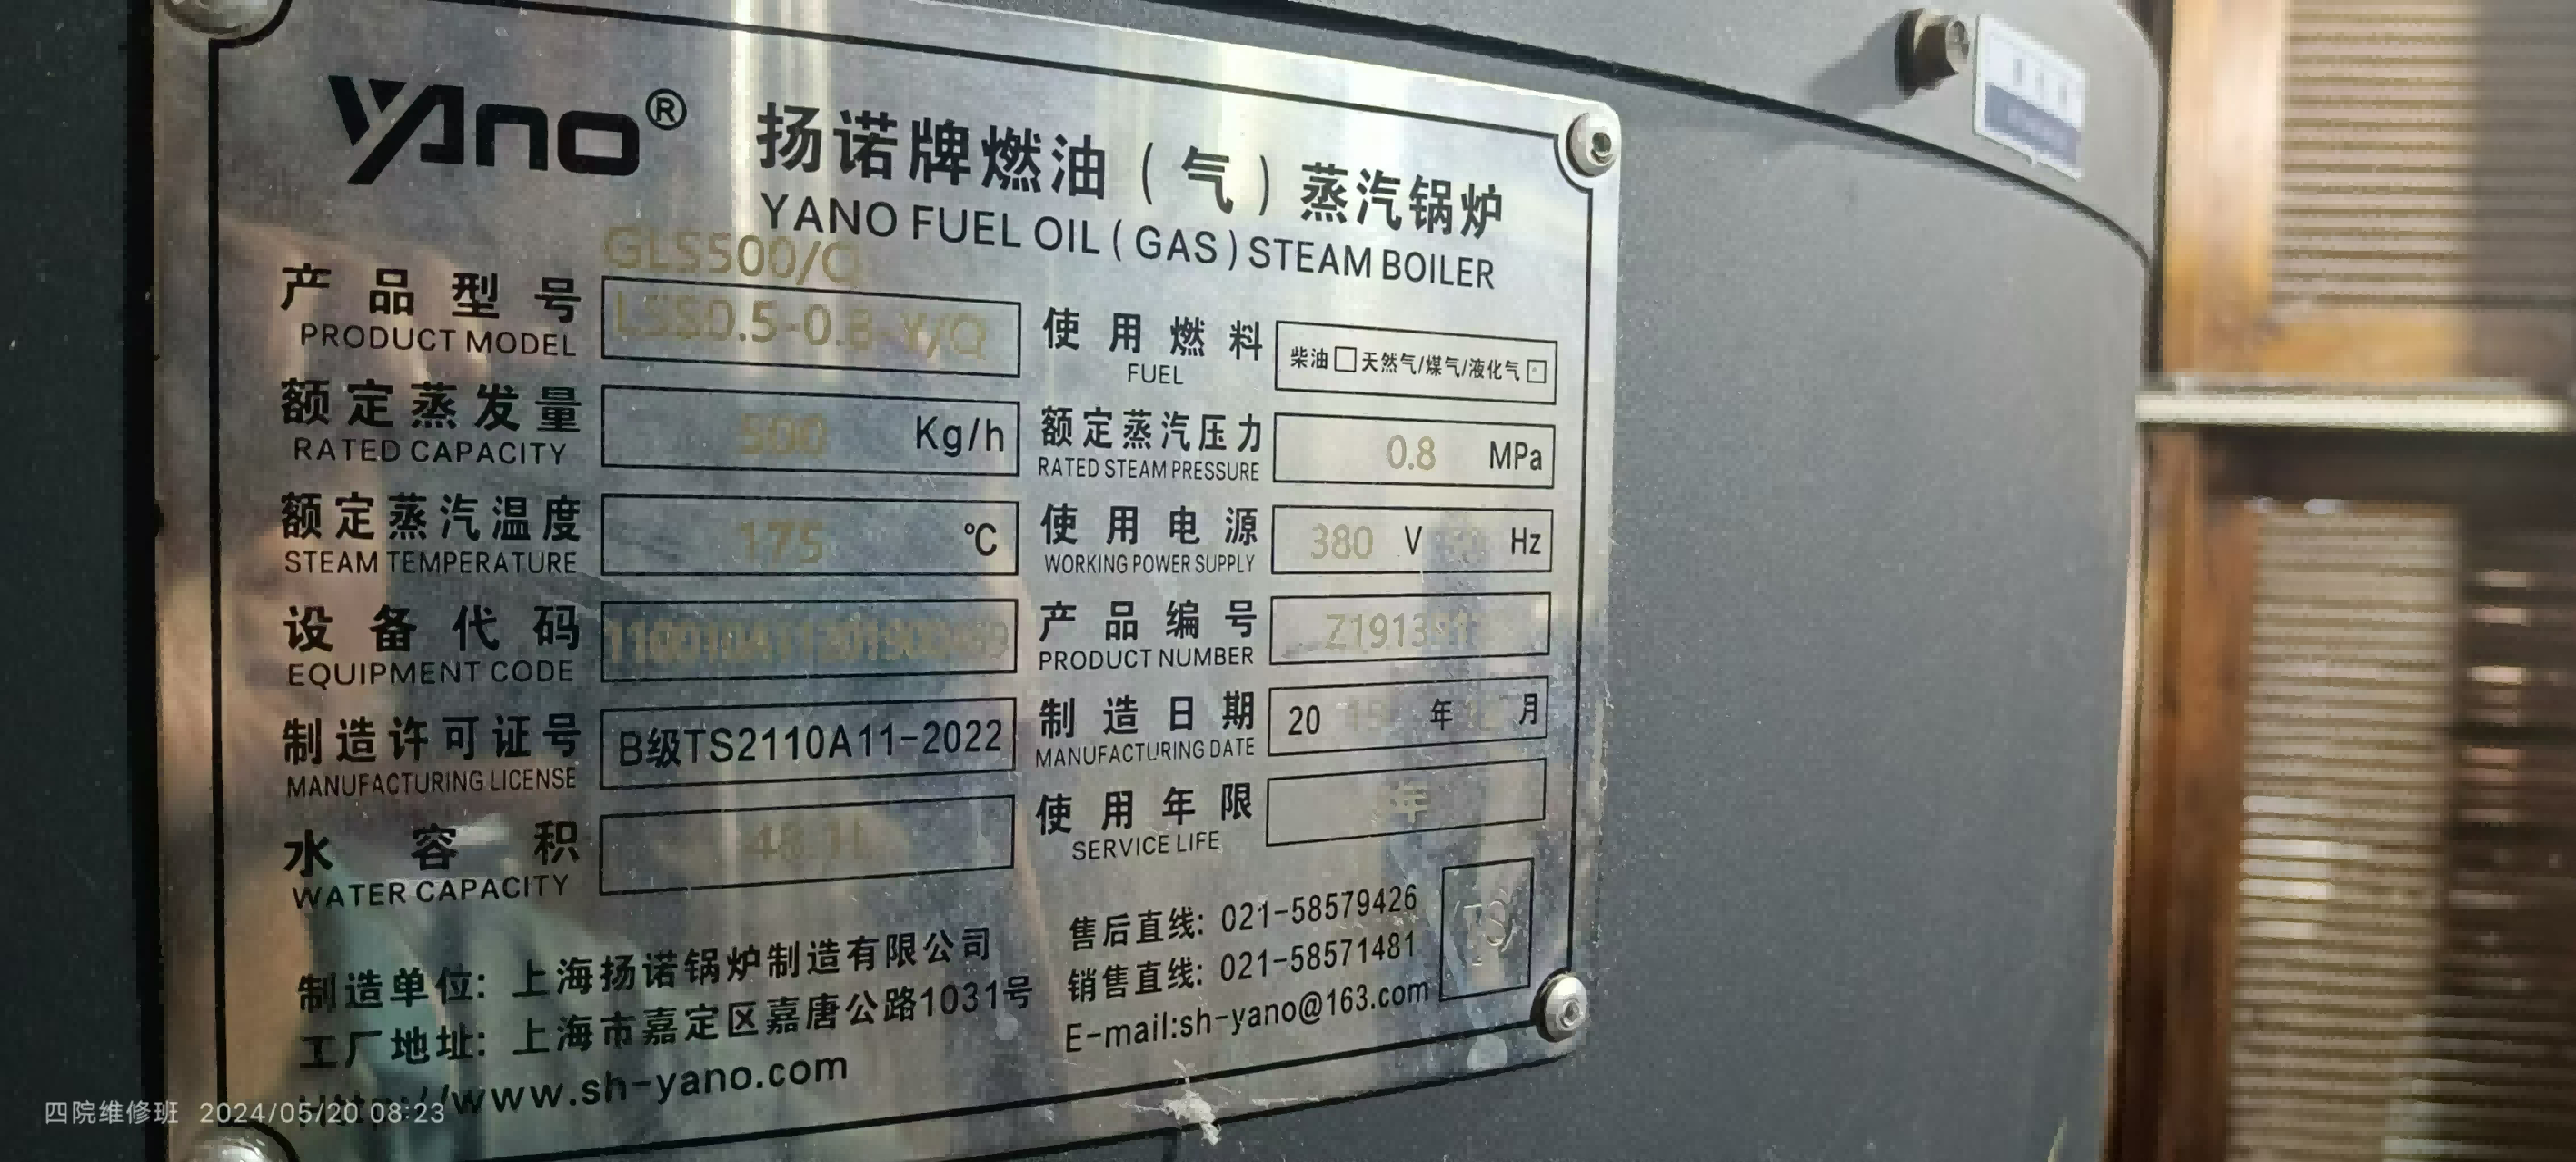 YAno®
扬诺牌燃油(气)蒸汽锅炉
YANO FUEL OIL(GAS)STEAM BOILER
GLS500/Q
产品型号 LSS0.5-0.8-Y/Q
PRODUCT MODEL
使用燃料 柴油□天然气/煤气/液化气□
FUEL
额定蒸发量 500 Kg/h
RATED CAPACITY
额定蒸汽压力 0.8 MPa
RATED STEAM PRESSURE
额定蒸汽温度 175 ℃
STEAM TEMPERATURE
使用电源 380 V Hz
WORKING POWER SUPPLY
设备代码
EQUIPMENT CODE
产品编号
PRODUCT NUMBER
制造许可证号 B级TS2110A11-2022
MANUFACTURING LICENSE
制造日期 20 年 月
MANUFACTURING DATE
水容积
WATER CAPACITY
使用年限 年
SERVICE LIFE
制造单位: 上海扬诺锅炉制造有限公司
工厂地址: 上海市嘉定区嘉唐公路1031号
Http://www.sh-yano.com
售后直线: 021-58579426
销售直线: 021-58571481
E-mail:sh-yano@163.com
TS
四院维修班 2024/05/20 08:23